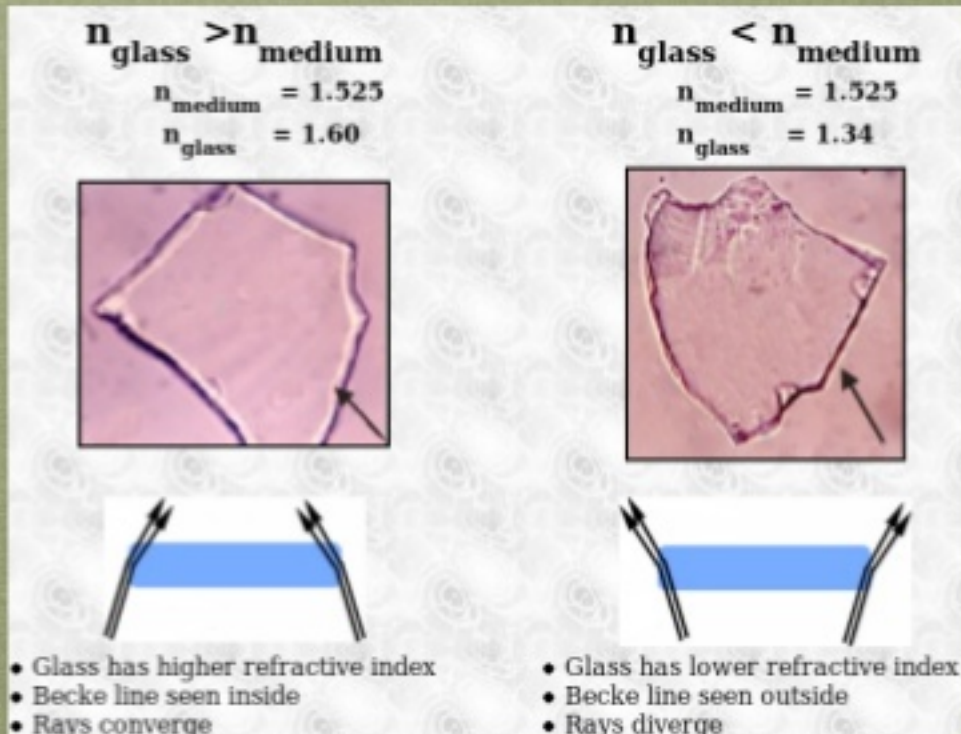 n glass > n medium
n medium = 1.525
n glass = 1.60
• Glass has higher refractive index
• Becke line seen inside
• Rays converge
n glass < n medium
n medium = 1.525
n glass = 1.34
• Glass has lower refractive index
• Becke line seen outside
• Rays diverge